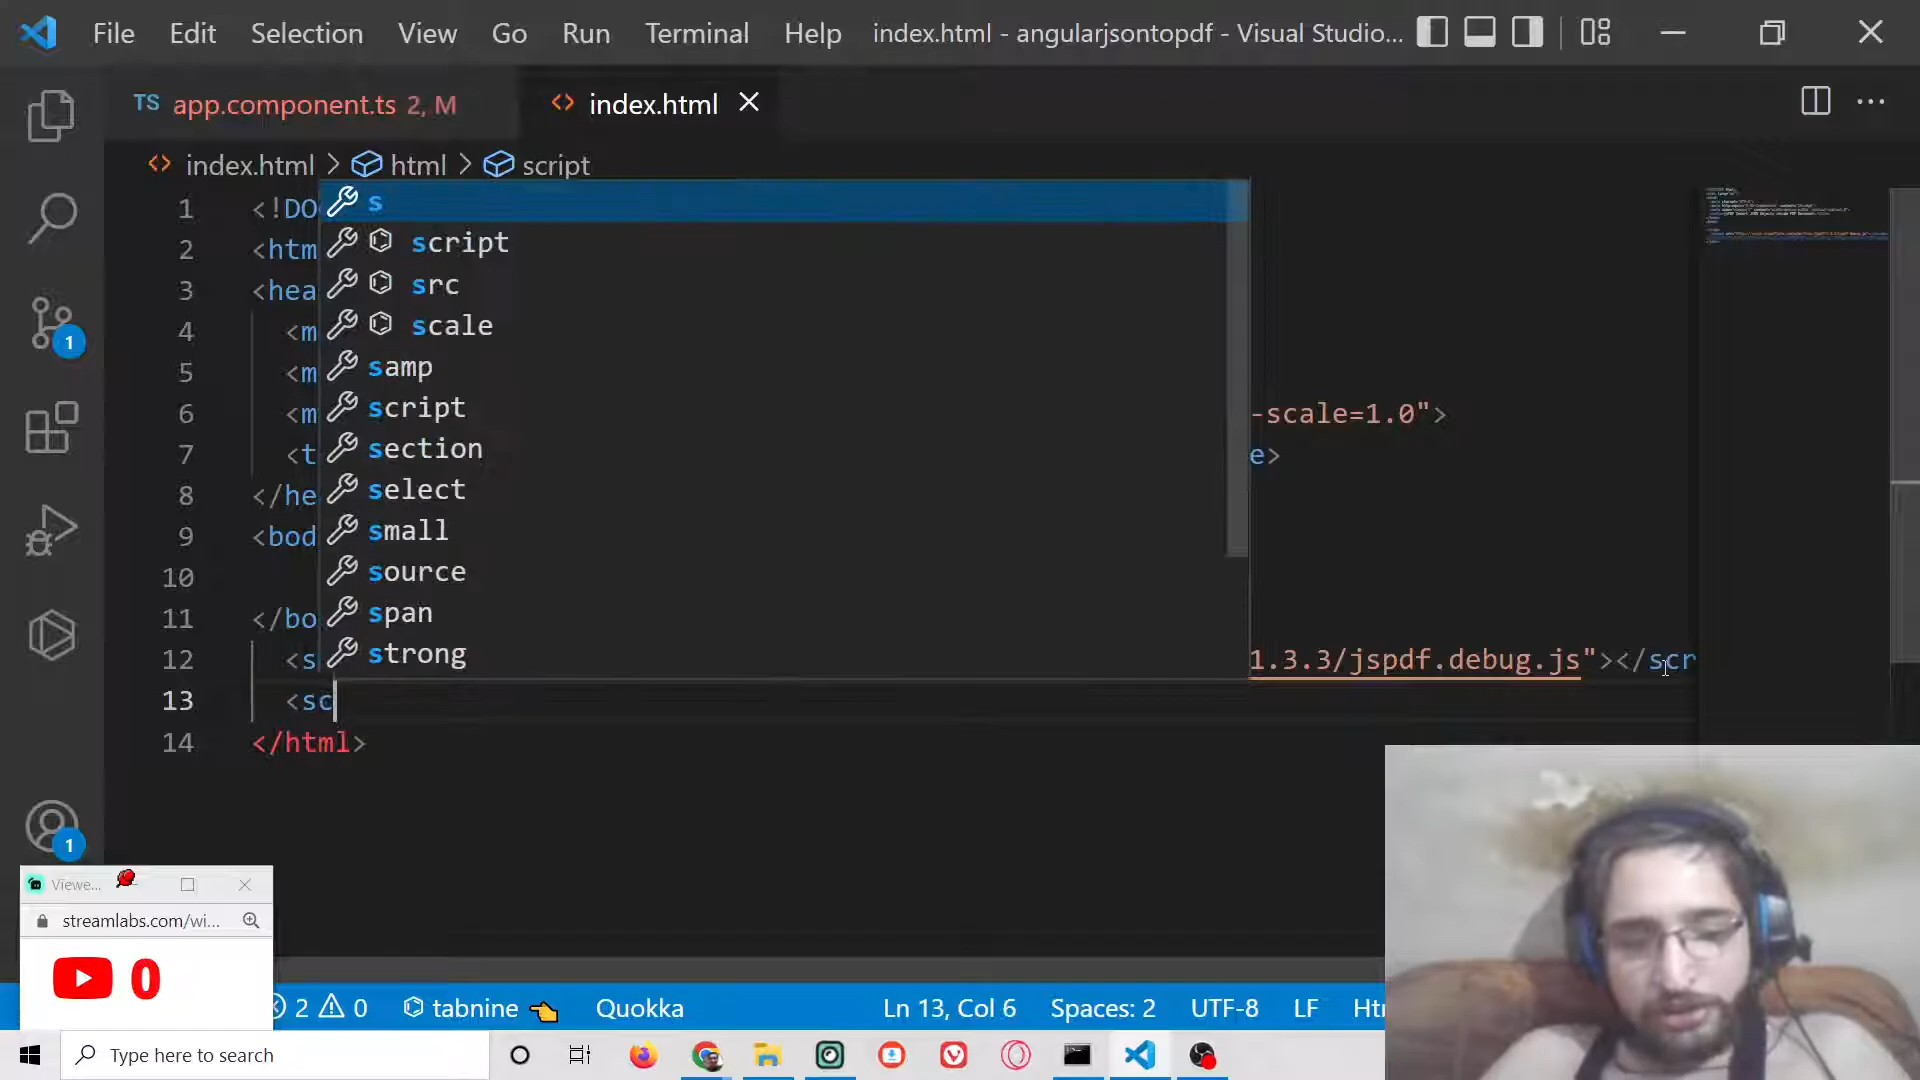 File Edit Selection View Go Run Terminal Help index.html - angularjsontopdf - Visual Studio...
TS app.component.ts 2, M index.html
index.html > html > script
1 <!DO s
script
2 <htm
src
3 <hea
scale
4 <m
samp
5 <m
script
6 <m -scale=1.0">
section
7 <t e>
select
8 </he
small
9 <bod
source
10
span
11 </bo
strong
12 <s 1.3.3/jspdf.debug.js"></scr
13 <sc
14 </html>
1
1
Viewe...
streamlabs.com/wi...
0
2 0 tabnine Quokka Ln 13, Col 6 Spaces: 2 UTF-8 LF
Type here to search